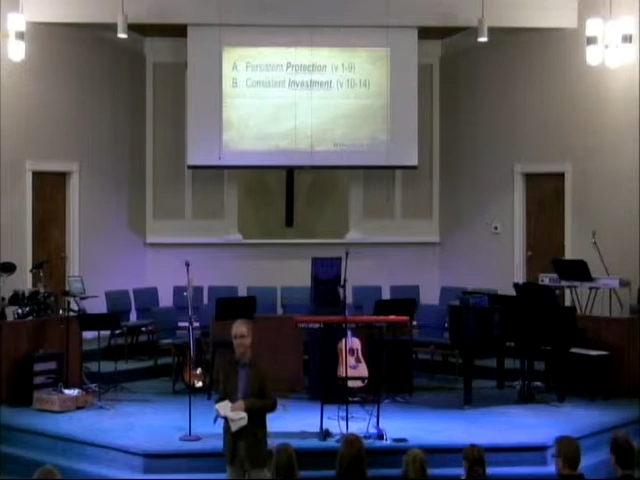 A. Persistent Protection (v 1-9)
B. Consistent Investment (v 10-14)